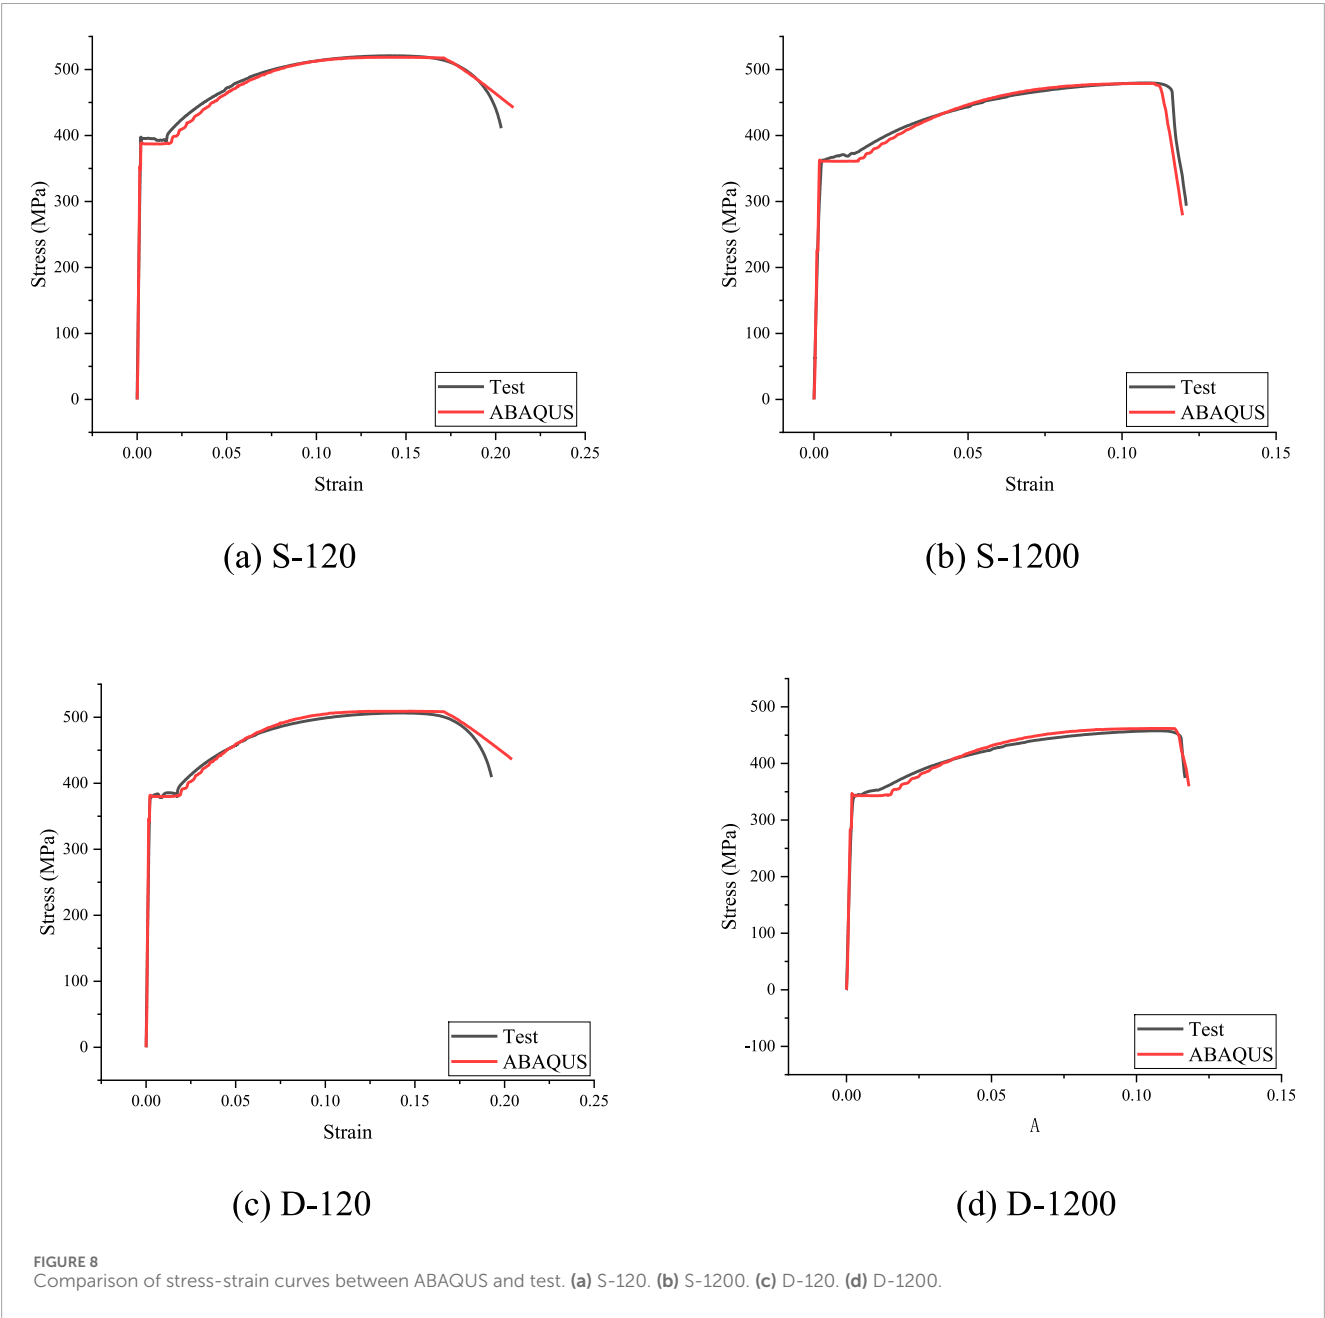 500
400
300
200
100
0
Stress (MPa)
Test
ABAQUS
0.00 0.05 0.10 0.15 0.20 0.25
Strain
(a) S-120
500
400
300
200
100
0
Stress (MPa)
Test
ABAQUS
0.00 0.05 0.10 0.15
Strain
(b) S-1200
500
400
300
200
100
0
Stress (MPa)
Test
ABAQUS
0.00 0.05 0.10 0.15 0.20 0.25
Strain
(c) D-120
500
400
300
200
100
0
-100
Stress (MPa)
Test
ABAQUS
0.00 0.05 0.10 0.15
A
(d) D-1200
FIGURE 8
Comparison of stress-strain curves between ABAQUS and test. (a) S-120. (b) S-1200. (c) D-120. (d) D-1200.